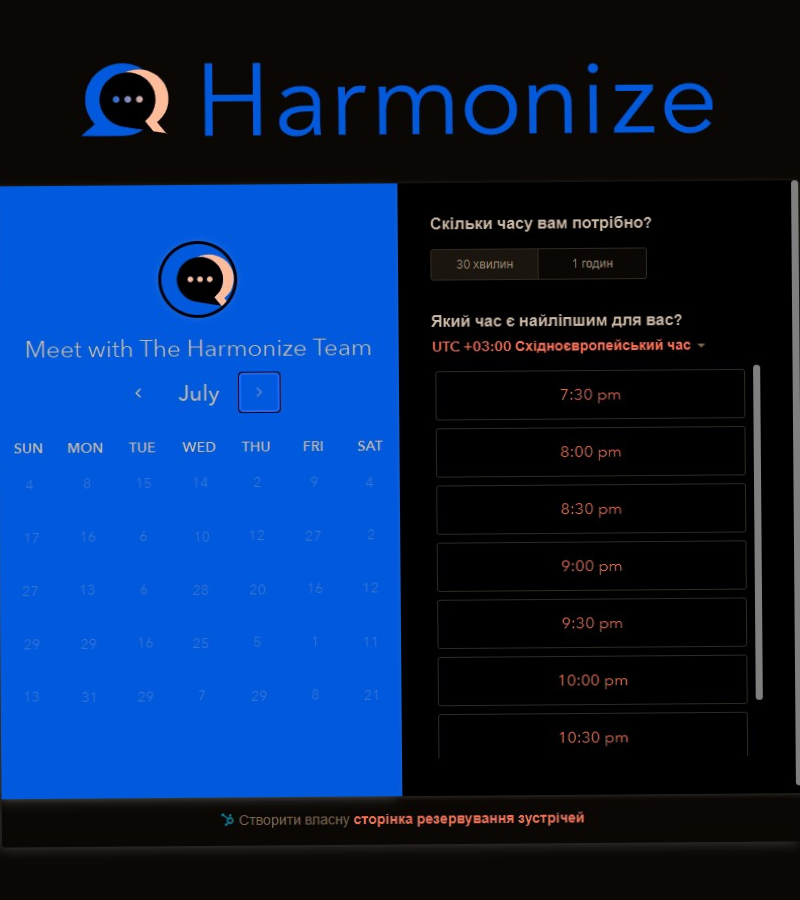 Harmonize
Meet with The Harmonize Team
July
SUN MON TUE WED THU FRI SAT
4 8 15 14 2 9 4
17 16 6 10 12 27 2
27 13 6 28 20 16 12
29 29 16 25 5 1 11
13 31 29 7 29 8 21
Скільки часу вам потрібно?
30 хвилин 1 годин
Який час є найліпшим для вас?
UTC +03:00 Східноєвропейський час
7:30 pm
8:00 pm
8:30 pm
9:00 pm
9:30 pm
10:00 pm
10:30 pm
Створити власну сторінка резервування зустрічей